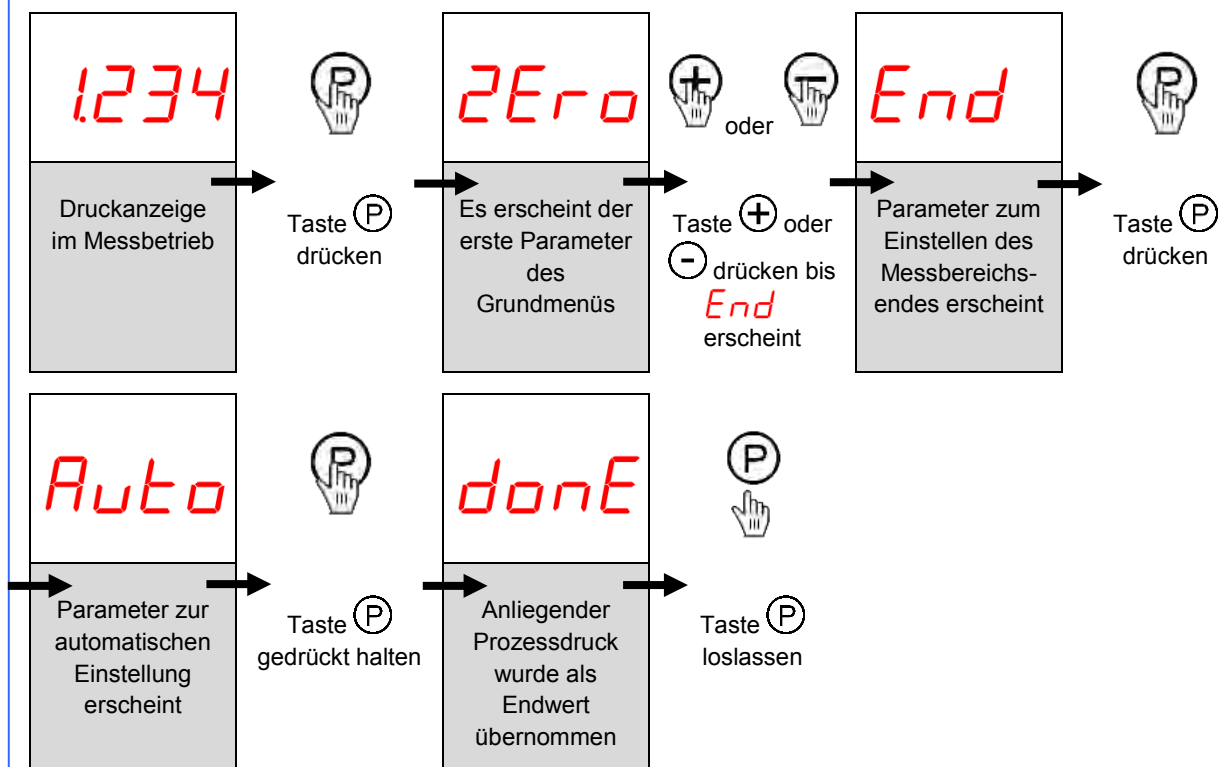 1.234
P
Druckanzeige
im Messbetrieb
Taste P
drücken
2Ero
Es erscheint der
erste Parameter
des
Grundmenüs
+ oder -
Taste + oder
- drücken bis
End
erscheint
End
Parameter zum
Einstellen des
Messbereichs-
endes erscheint
P
Taste P
drücken
Auto
Parameter zur
automatischen
Einstellung
erscheint
P
Taste P
gedrückt halten
donE
Anliegender
Prozessdruck
wurde als
Endwert
übernommen
P
Taste P
loslassen